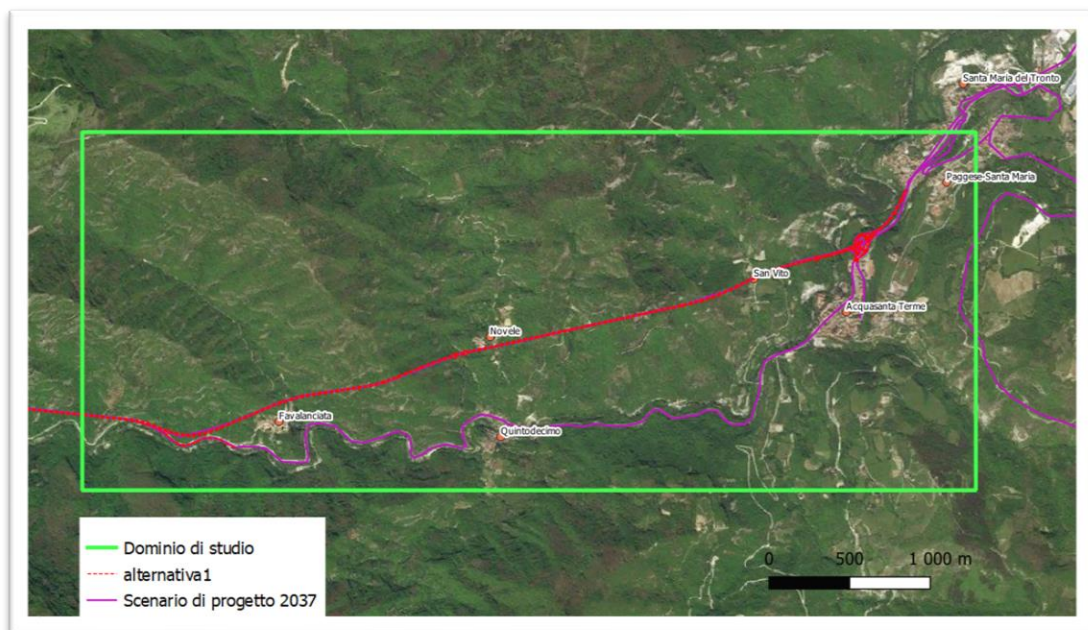 Santa Maria del Tronto
Paggese-Santa Maria
San Vito
Acquasanta Terme
Novele
Favalanciata
Quintodecimo
Dominio di studio
alternativa1
Scenario di progetto 2037
0 500 1 000 m